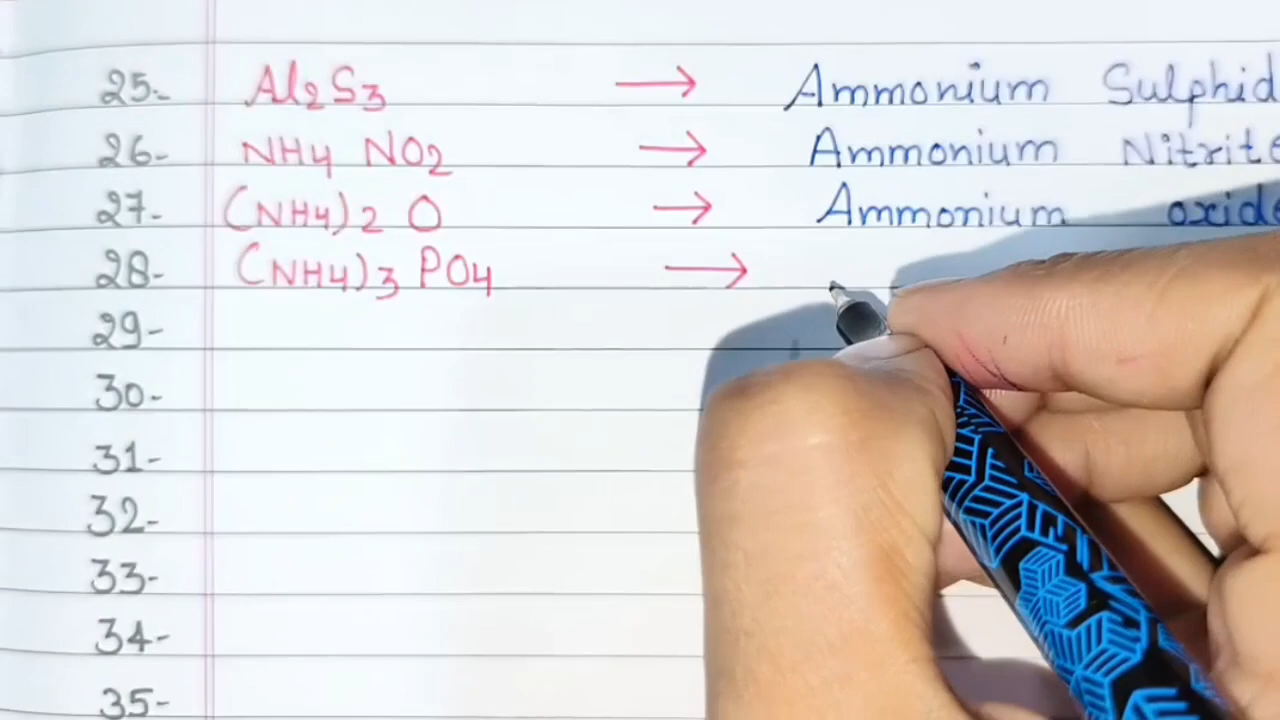 25- Al2S3 → Ammonium Sulphid
26- NH4 NO2 → Ammonium Nitrite
27- (NH4)2 O → Ammonium oxide
28- (NH4)3 PO4 →
29-
30-
31-
32-
33-
34-
35-